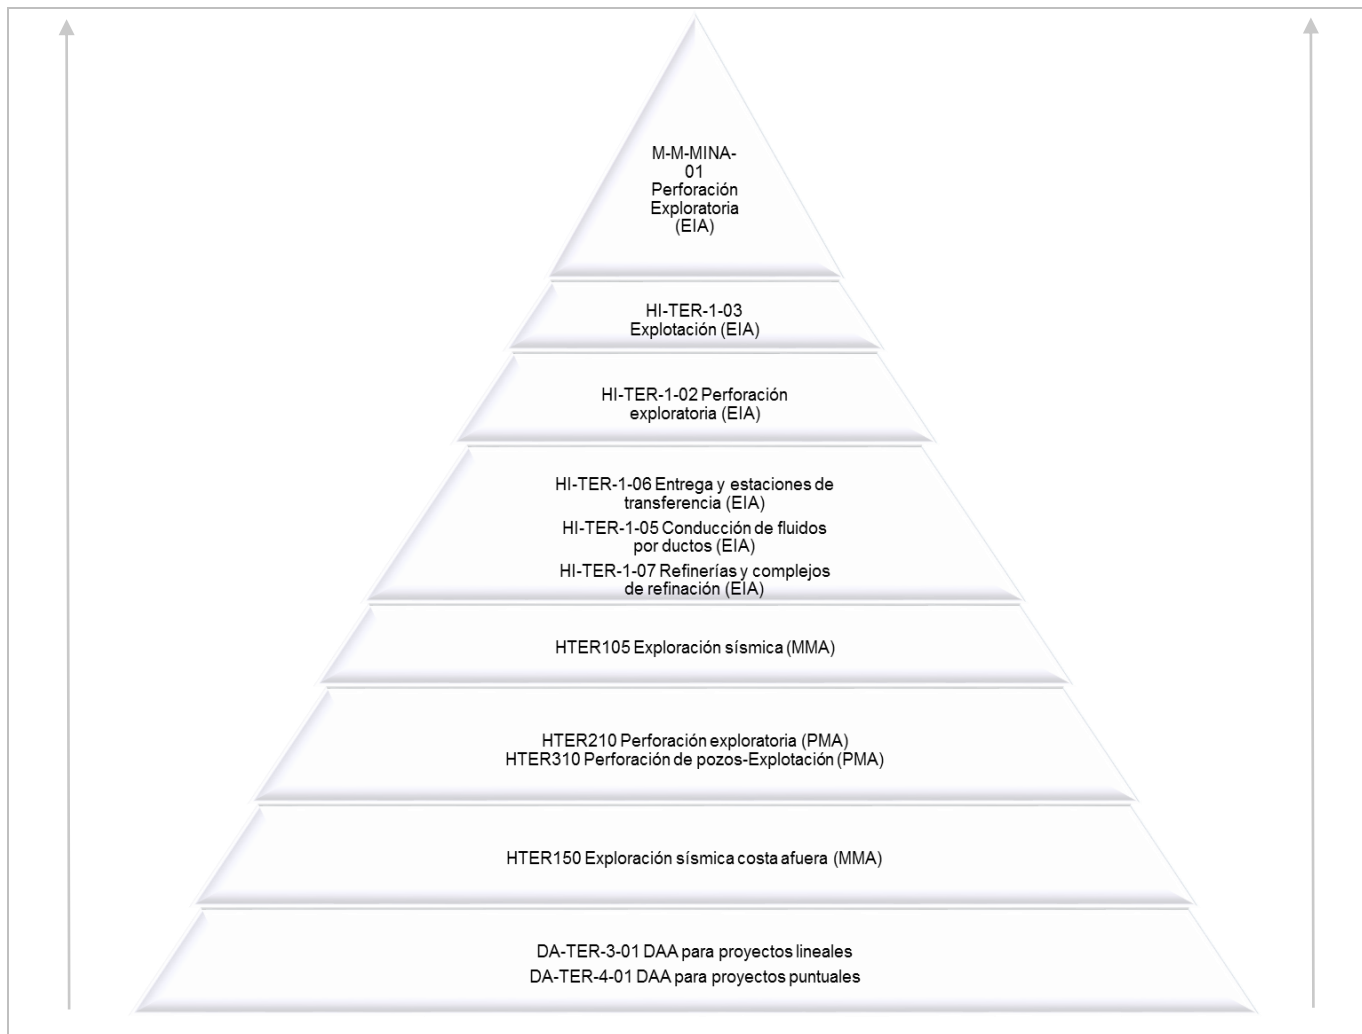 M-M-MINA-
01
Perforación
Exploratoria
(EIA)
HI-TER-1-03
Explotación (EIA)
HI-TER-1-02 Perforación
exploratoria (EIA)
HI-TER-1-06 Entrega y estaciones de
transferencia (EIA)
HI-TER-1-05 Conducción de fluidos
por ductos (EIA)
HI-TER-1-07 Refinerías y complejos
de refinación (EIA)
HTER105 Exploración sísmica (MMA)
HTER210 Perforación exploratoria (PMA)
HTER310 Perforación de pozos-Explotación (PMA)
HTER150 Exploración sísmica costa afuera (MMA)
DA-TER-3-01 DAA para proyectos lineales
DA-TER-4-01 DAA para proyectos puntuales